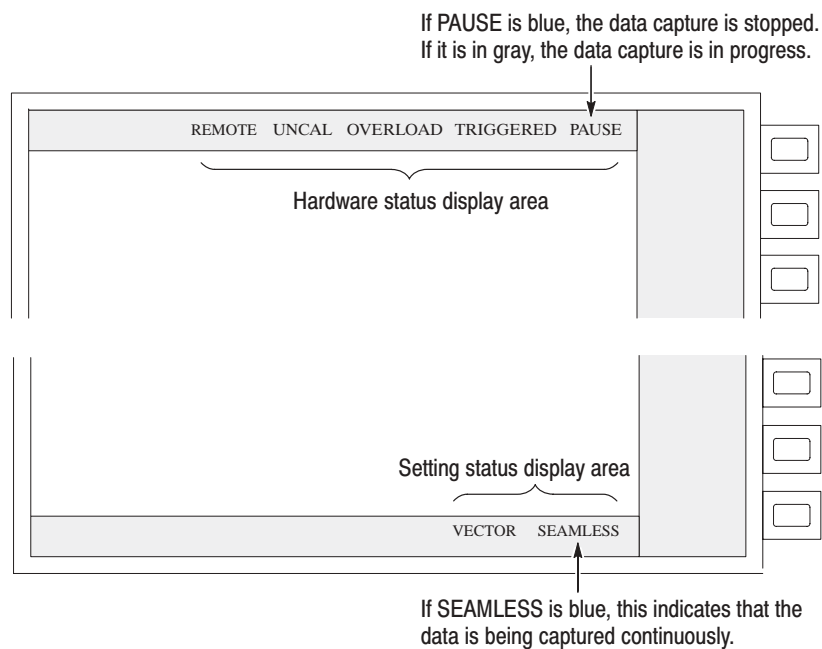 If PAUSE is blue, the data capture is stopped.
If it is in gray, the data capture is in progress.
REMOTE UNCAL OVERLOAD TRIGGERED PAUSE
Hardware status display area
Setting status display area
VECTOR SEAMLESS
If SEAMLESS is blue, this indicates that the
data is being captured continuously.